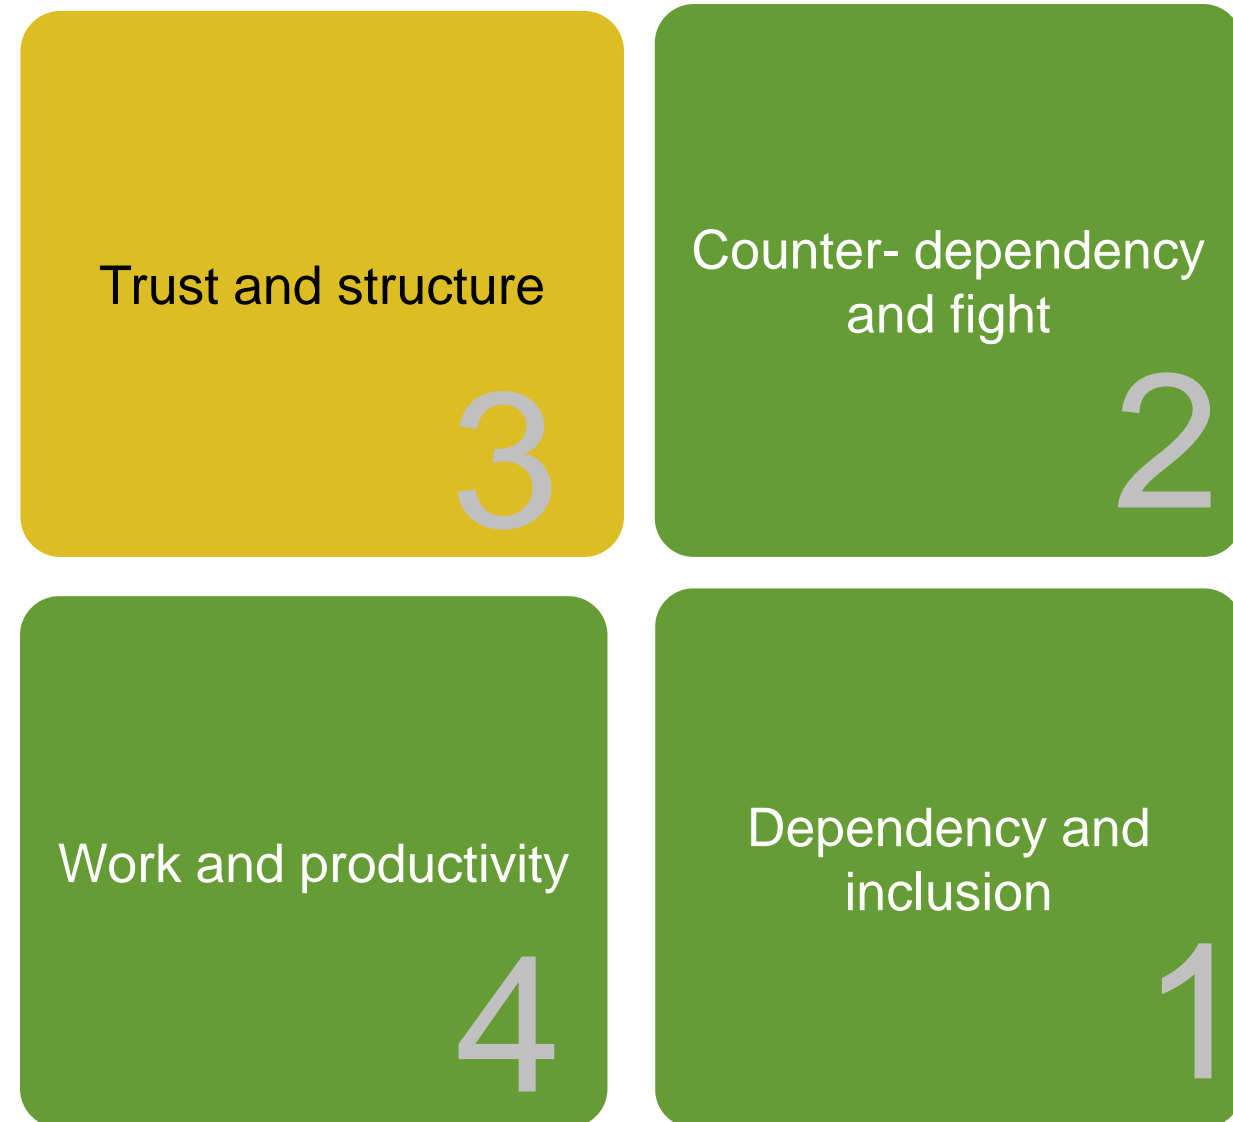 Trust and structure
3
Counter- dependency
and fight
2
Work and productivity
4
Dependency and
inclusion
1